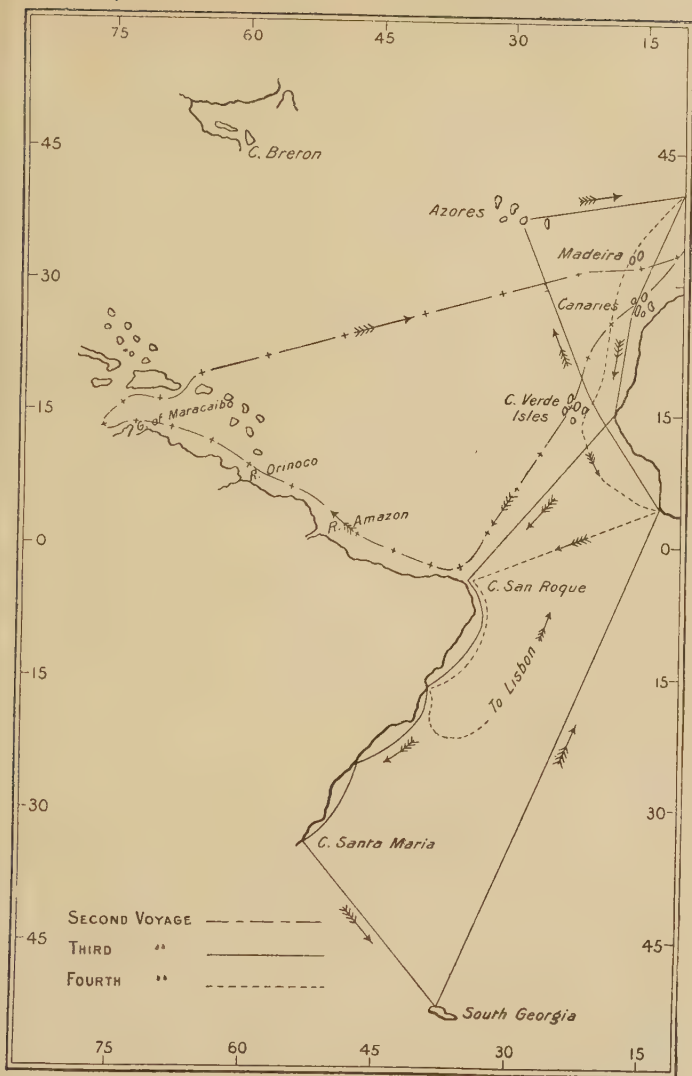 75 60 45 30 15
45 45
C. Breron
Azores
Madeira
30
Canaries
15 G. of Maracaibo C. Verde 15
Isles
R. Orinoco
R. Amazon
0 0
C. San Roque
To Lisbon
15
30 30
C. Santa Maria
SECOND VOYAGE
THIRD "
FOURTH "
45 45
South Georgia
75 60 45 30 15